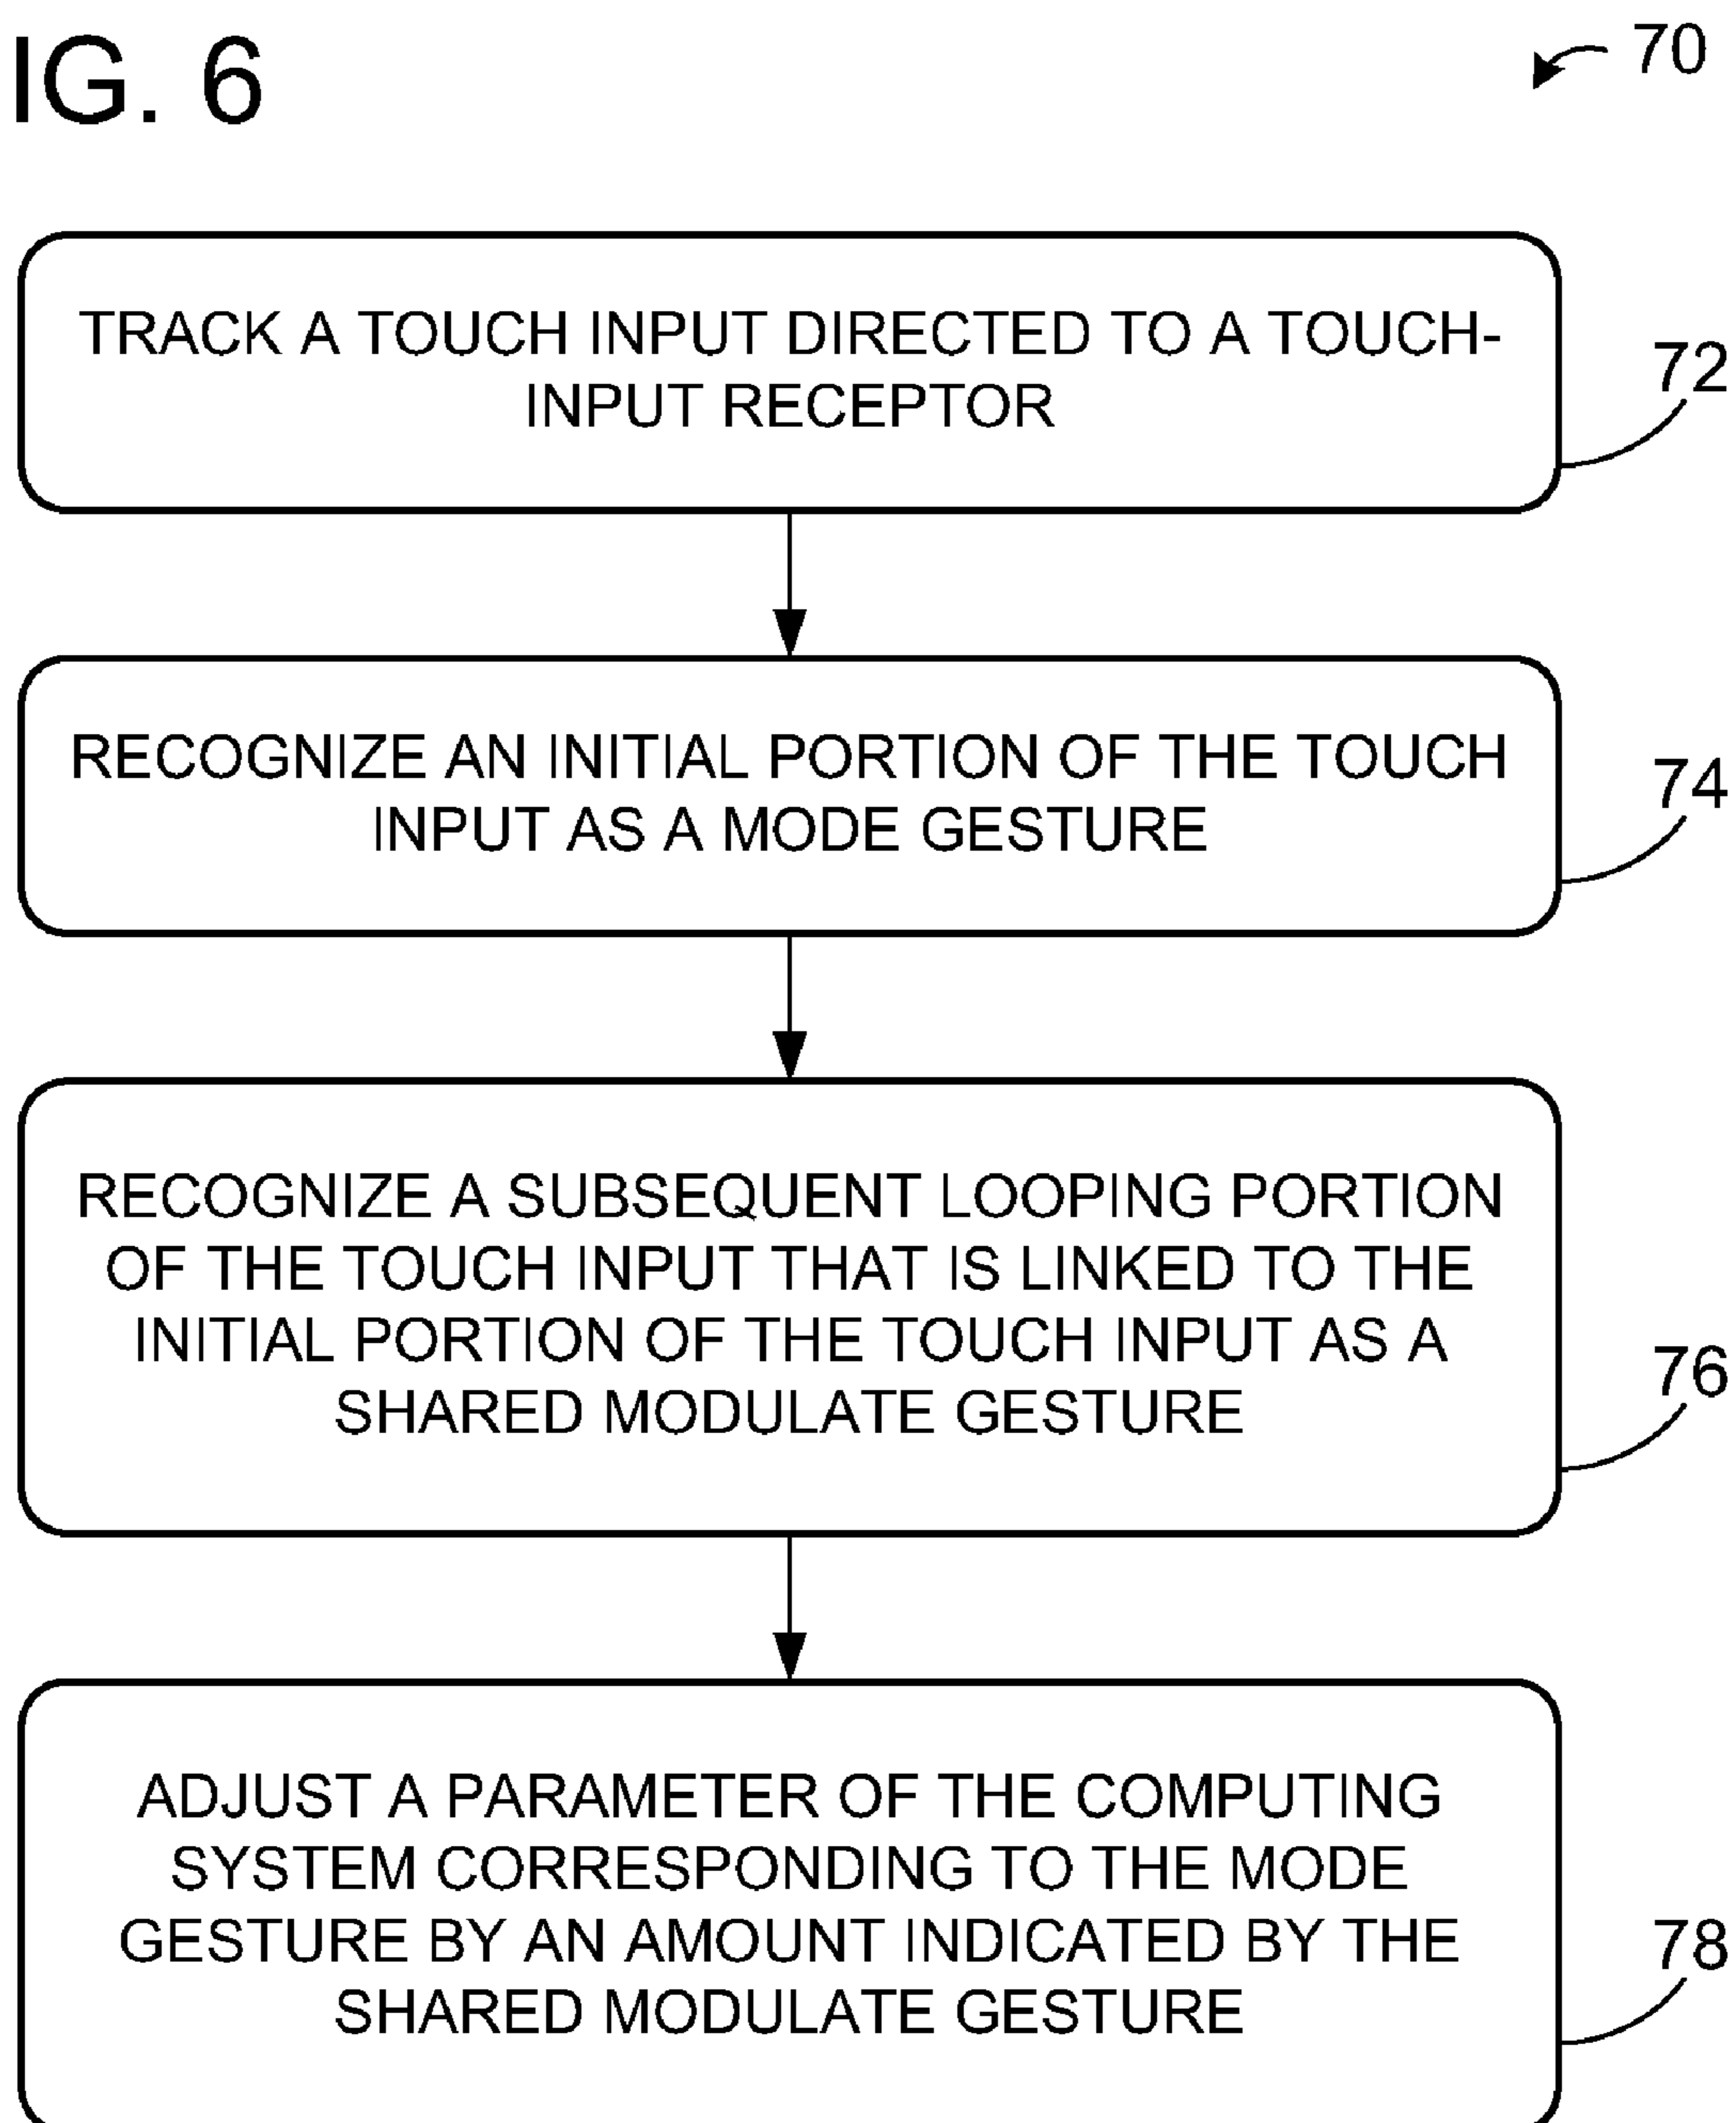 IG. 6
70
TRACK A TOUCH INPUT DIRECTED TO A TOUCH-
INPUT RECEPTOR
72
RECOGNIZE AN INITIAL PORTION OF THE TOUCH
INPUT AS A MODE GESTURE
74
RECOGNIZE A SUBSEQUENT LOOPING PORTION
OF THE TOUCH INPUT THAT IS LINKED TO THE
INITIAL PORTION OF THE TOUCH INPUT AS A
SHARED MODULATE GESTURE
76
ADJUST A PARAMETER OF THE COMPUTING
SYSTEM CORRESPONDING TO THE MODE
GESTURE BY AN AMOUNT INDICATED BY THE
SHARED MODULATE GESTURE
78